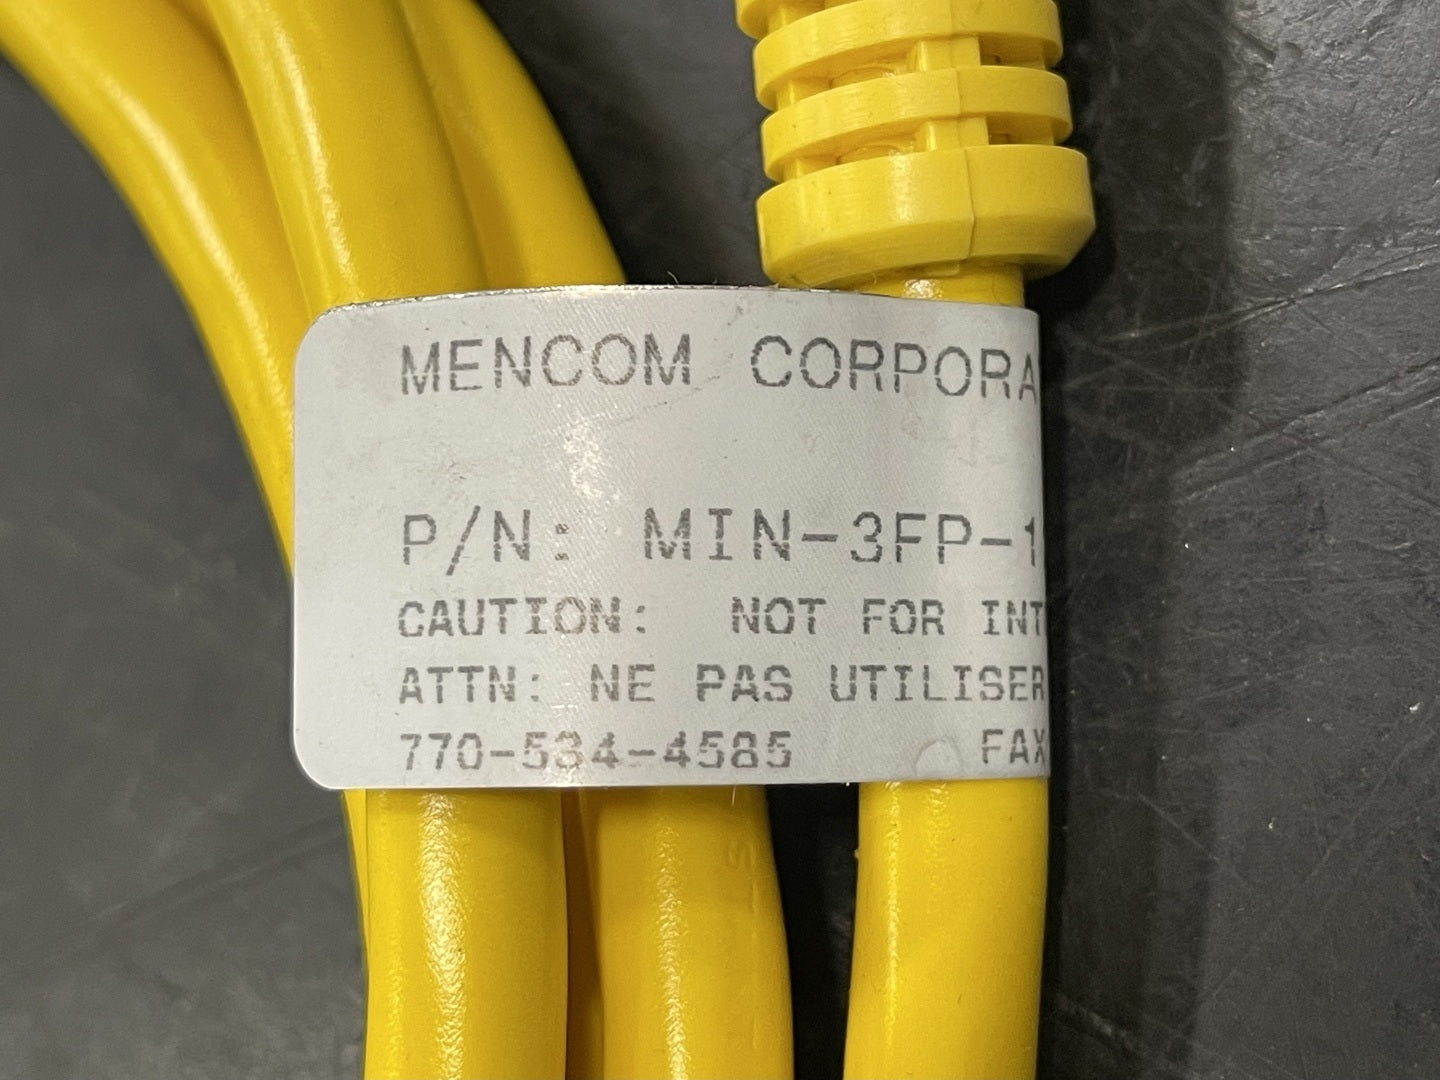 MENCOM CORPORA
P/N: MIN-3FP-1
CAUTION: NOT FOR INT
ATTN: NE PAS UTILISER
770-534-4585 FAX